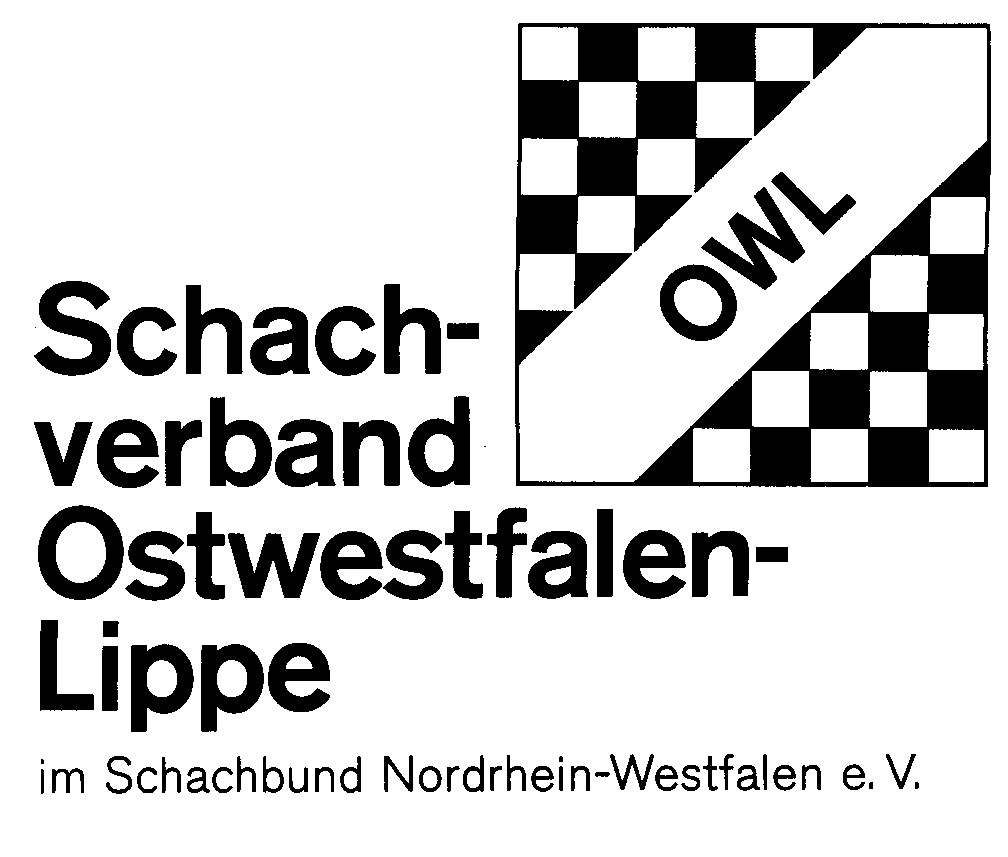 OWL
Schach-
verband
Ostwestfalen-
Lippe
im Schachbund Nordrhein-Westfalen e. V.